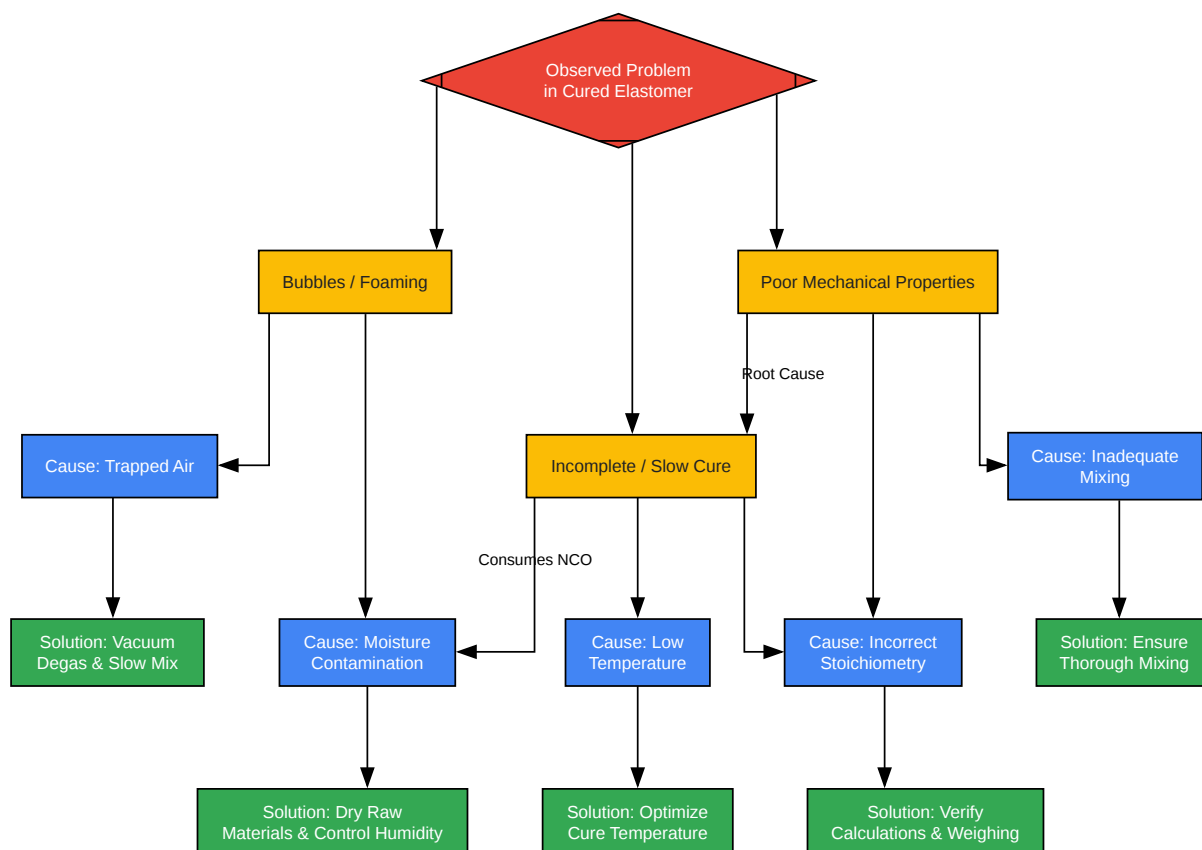 Observed Problem
in Cured Elastomer
Bubbles / Foaming
Poor Mechanical Properties
Root Cause
Cause: Trapped Air
Incomplete / Slow Cure
Cause: Inadequate
Mixing
Consumes NCO
Solution: Vacuum
Degas & Slow Mix
Cause: Moisture
Contamination
Cause: Low
Temperature
Cause: Incorrect
Stoichiometry
Solution: Ensure
Thorough Mixing
Solution: Dry Raw
Materials & Control Humidity
Solution: Optimize
Cure Temperature
Solution: Verify
Calculations & Weighing